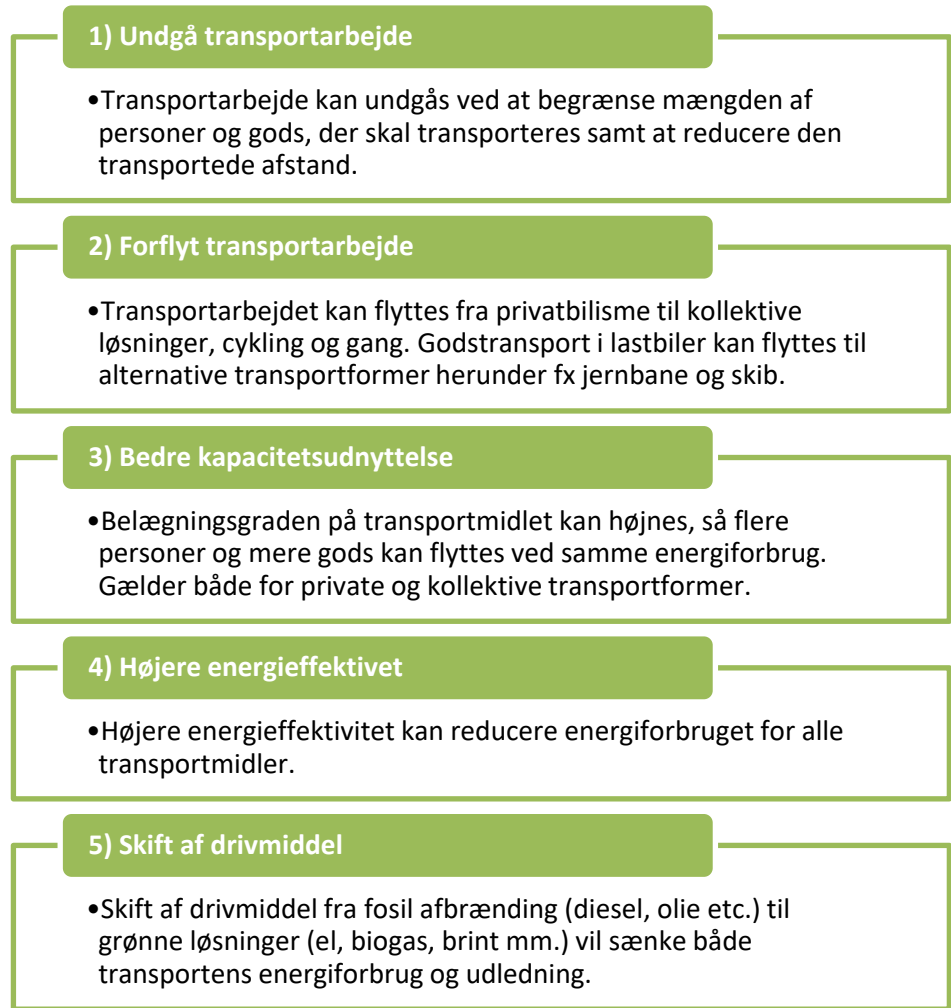 1) Undgå transportarbejde
•Transportarbejde kan undgås ved at begrænse mængden af
personer og gods, der skal transporteres samt at reducere den
transportede afstand.
2) Forflyt transportarbejde
•Transportarbejdet kan flyttes fra privatbilisme til kollektive
løsninger, cykling og gang. Godstransport i lastbiler kan flyttes til
alternative transportformer herunder fx jernbane og skib.
3) Bedre kapacitetsudnyttelse
•Belægningsgraden på transportmidlet kan højnes, så flere
personer og mere gods kan flyttes ved samme energiforbrug.
Gælder både for private og kollektive transportformer.
4) Højere energieffektivet
•Højere energieffektivitet kan reducere energiforbruget for alle
transportmidler.
5) Skift af drivmiddel
•Skift af drivmiddel fra fosil afbrænding (diesel, olie etc.) til
grønne løsninger (el, biogas, brint mm.) vil sænke både
transportens energiforbrug og udledning.